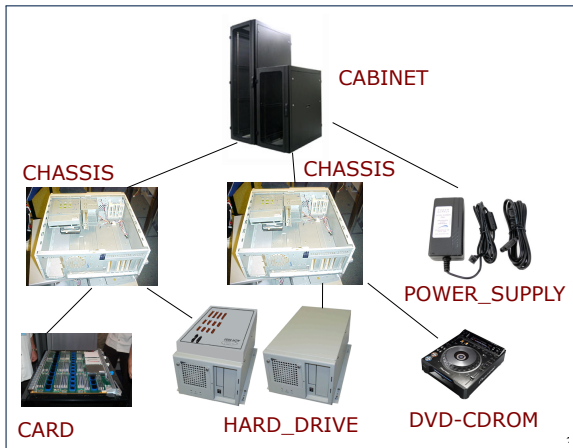 CABINET
CHASSIS
CHASSIS
POWER_SUPPLY
CARD
HARD_DRIVE
DVD-CDROM